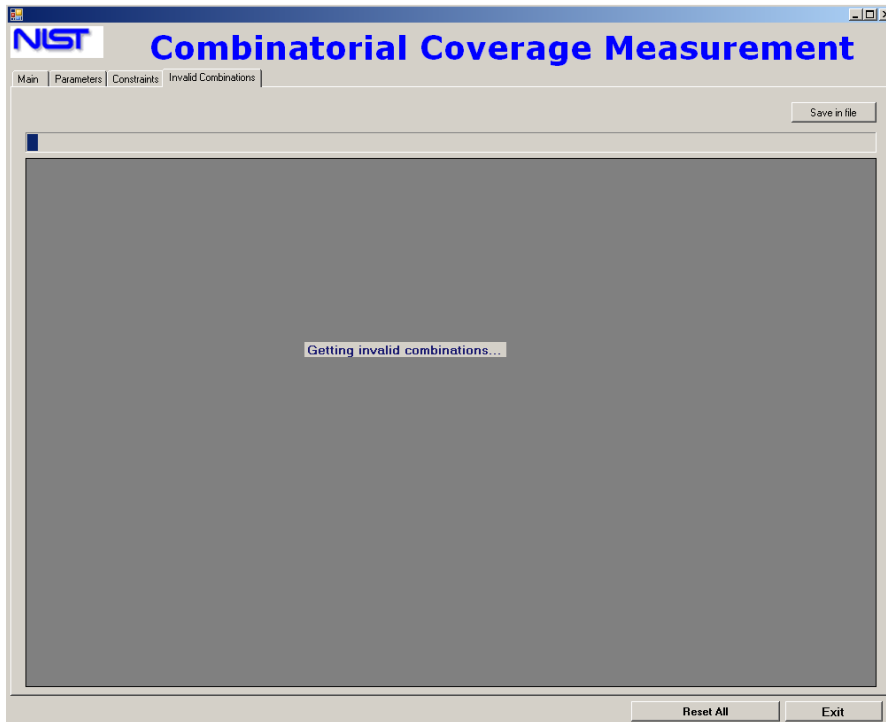 NIST
Combinatorial Coverage Measurement
Main Parameters Constraints Invalid Combinations
Save in file
Getting invalid combinations...
Reset All Exit